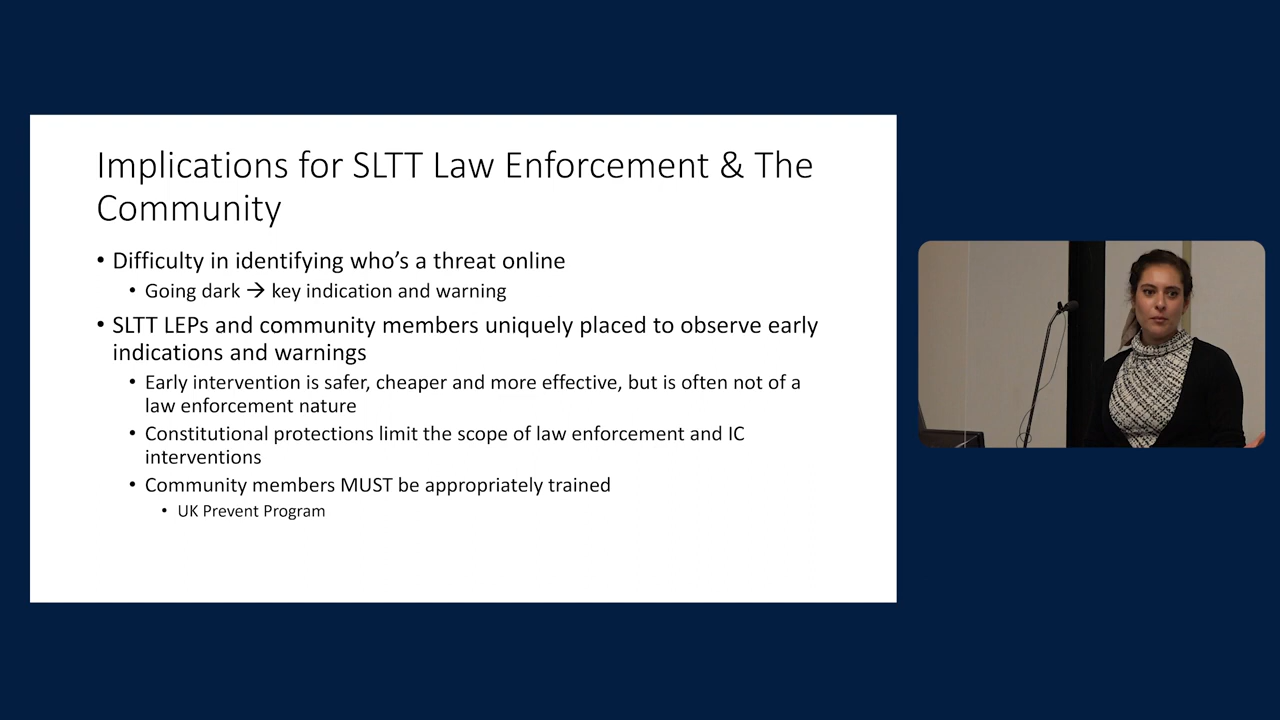 Implications for SLTT Law Enforcement & The
Community
• Difficulty in identifying who’s a threat online
• Going dark → key indication and warning
• SLTT LEPs and community members uniquely placed to observe early
indications and warnings
• Early intervention is safer, cheaper and more effective, but is often not of a
law enforcement nature
• Constitutional protections limit the scope of law enforcement and IC
interventions
• Community members MUST be appropriately trained
• UK Prevent Program